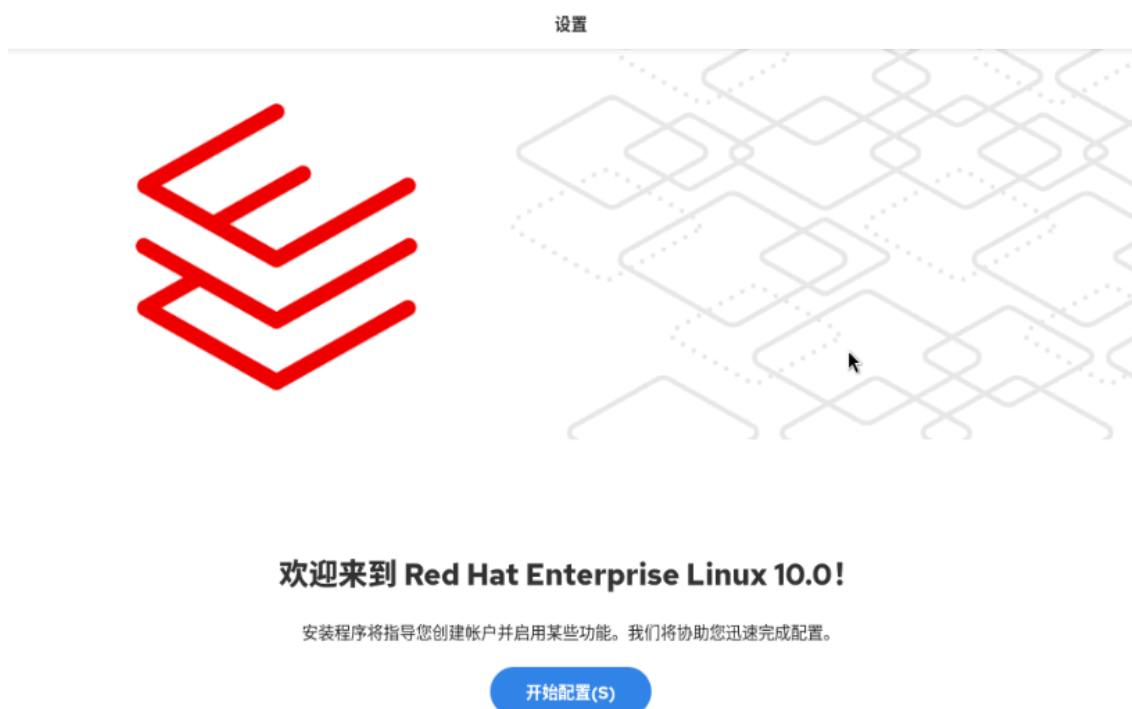 设置
欢迎来到 Red Hat Enterprise Linux 10.0！
安装程序将指导您创建帐户并启用某些功能。我们将协助您迅速完成配置。
开始配置(S)